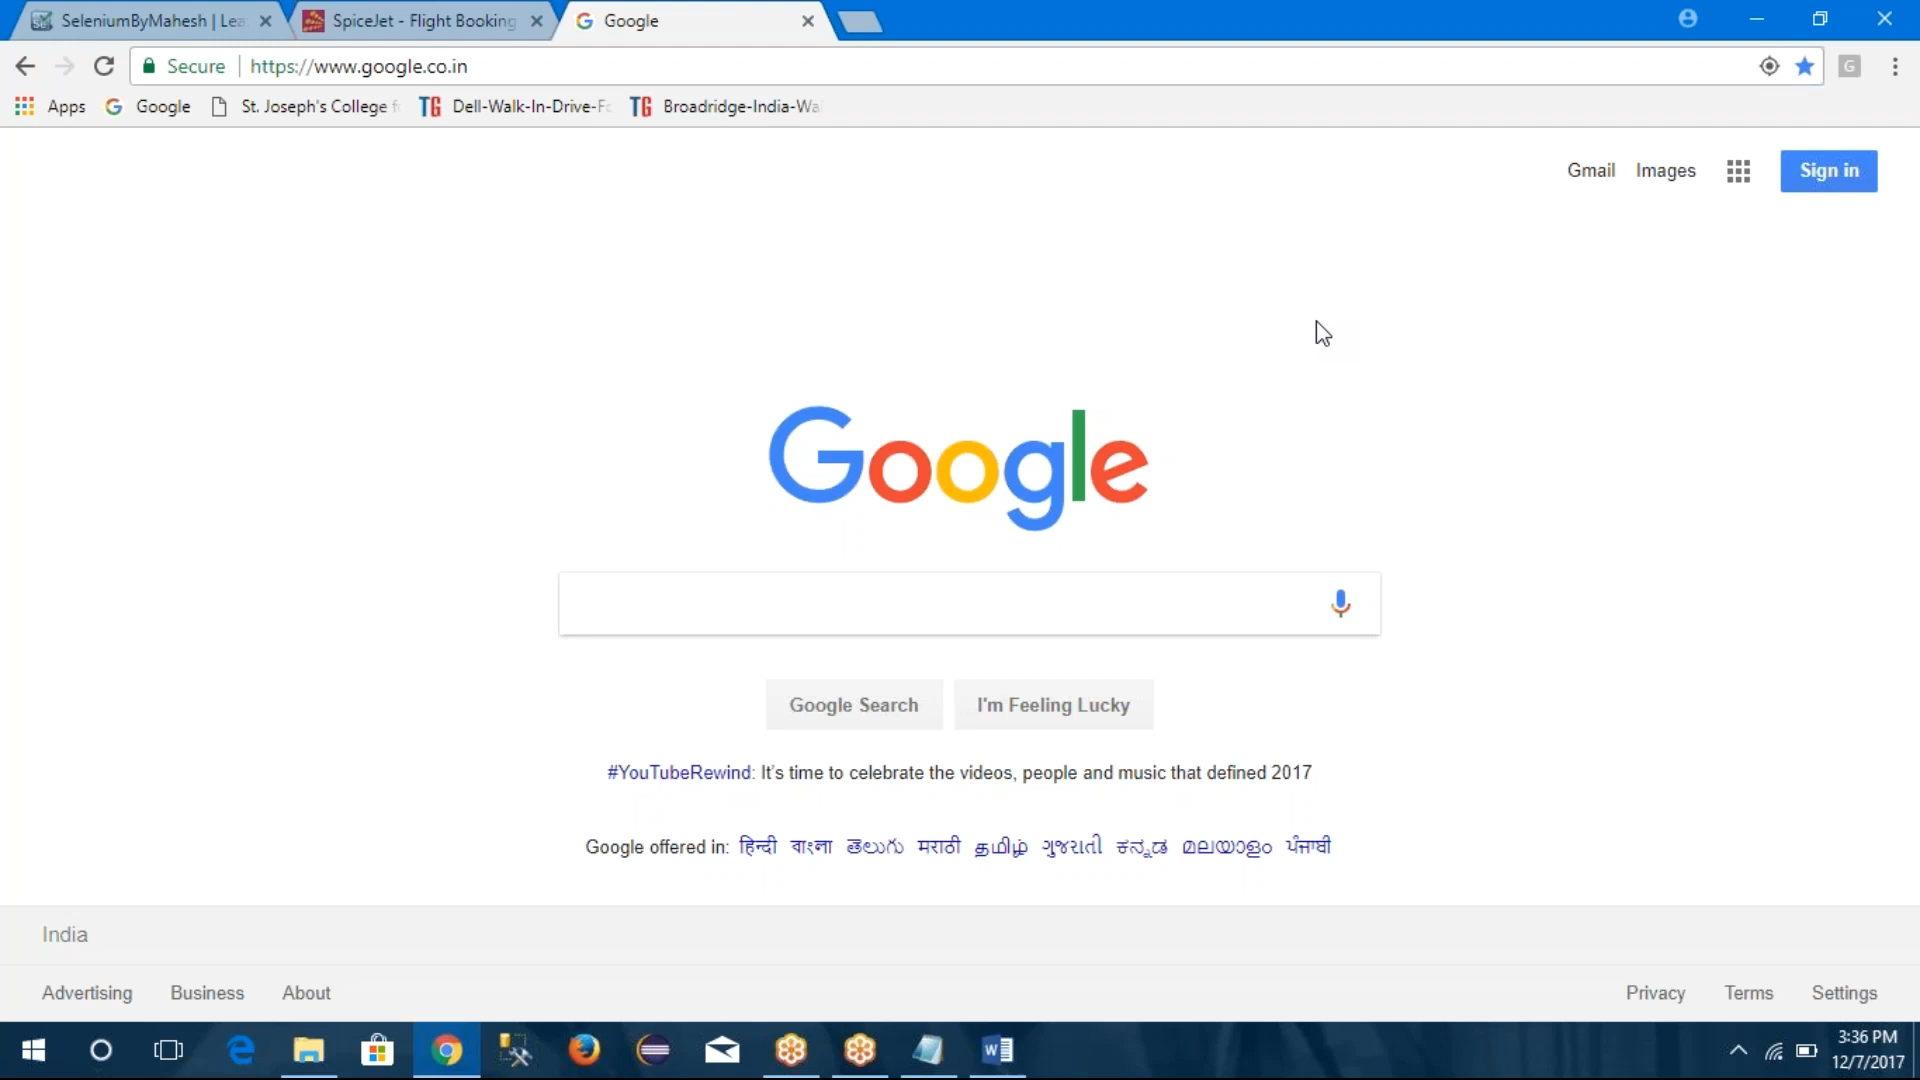 SeleniumByMahesh | Lea
SpiceJet - Flight Booking
Google
Secure
https://www.google.co.in
Apps
Google
St. Joseph's College f
Dell-Walk-In-Drive-Fo
Broadridge-India-Wa
Gmail
Images
Sign in
Google
Google Search
I'm Feeling Lucky
#YouTubeRewind: It's time to celebrate the videos, people and music that defined 2017
Google offered in: हिन्दी বাংলা తెలుగు मराठी தமிழ் ગુજરાતી ಕನ್ನಡ മലയാളം ਪੰਜਾਬੀ
India
Advertising
Business
About
Privacy
Terms
Settings
3:36 PM
12/7/2017